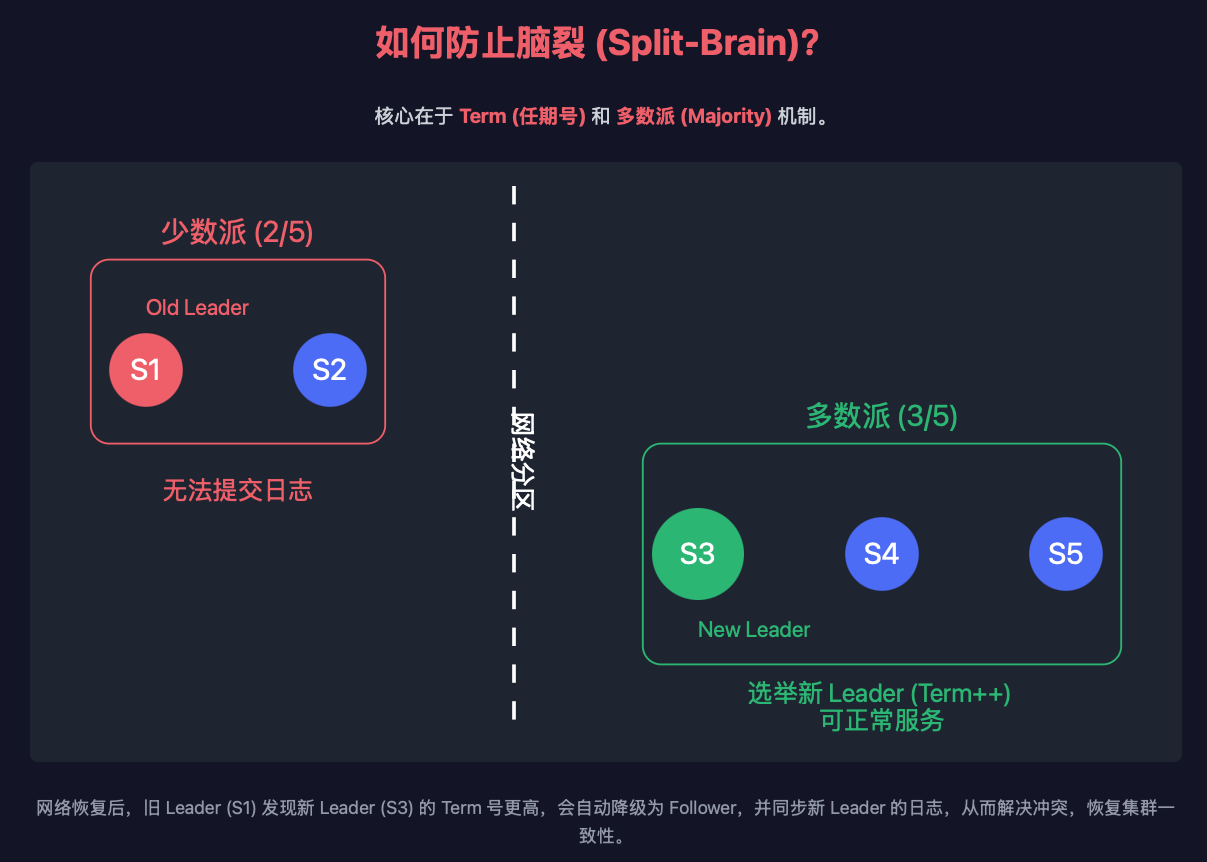 如何防止脑裂 (Split-Brain)?
核心在于 Term (任期号) 和 多数派 (Majority) 机制。
少数派 (2/5)
Old Leader
S1
S2
无法提交日志
网络分区
多数派 (3/5)
S3
S4
S5
New Leader
选举新 Leader (Term++)
可正常服务
网络恢复后，旧 Leader (S1) 发现新 Leader (S3) 的 Term 号更高，会自动降级为 Follower，并同步新 Leader 的日志，从而解决冲突，恢复集群一
致性。